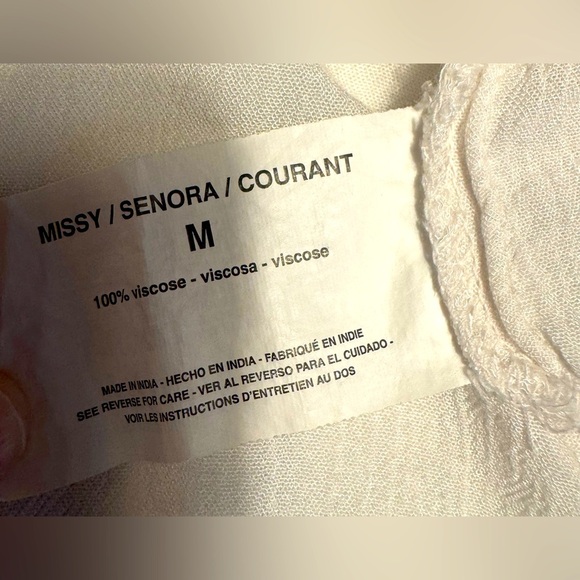 MISSY / SENORA / COURANT
M
100% viscose - viscosa - viscose
MADE IN INDIA - HECHO EN INDIA - FABRIQUÉ EN INDIE
SEE REVERSE FOR CARE - VER AL REVERSO PARA EL CUIDADO -
VOIR LES INSTRUCTIONS D'ENTRETIEN AU DOS